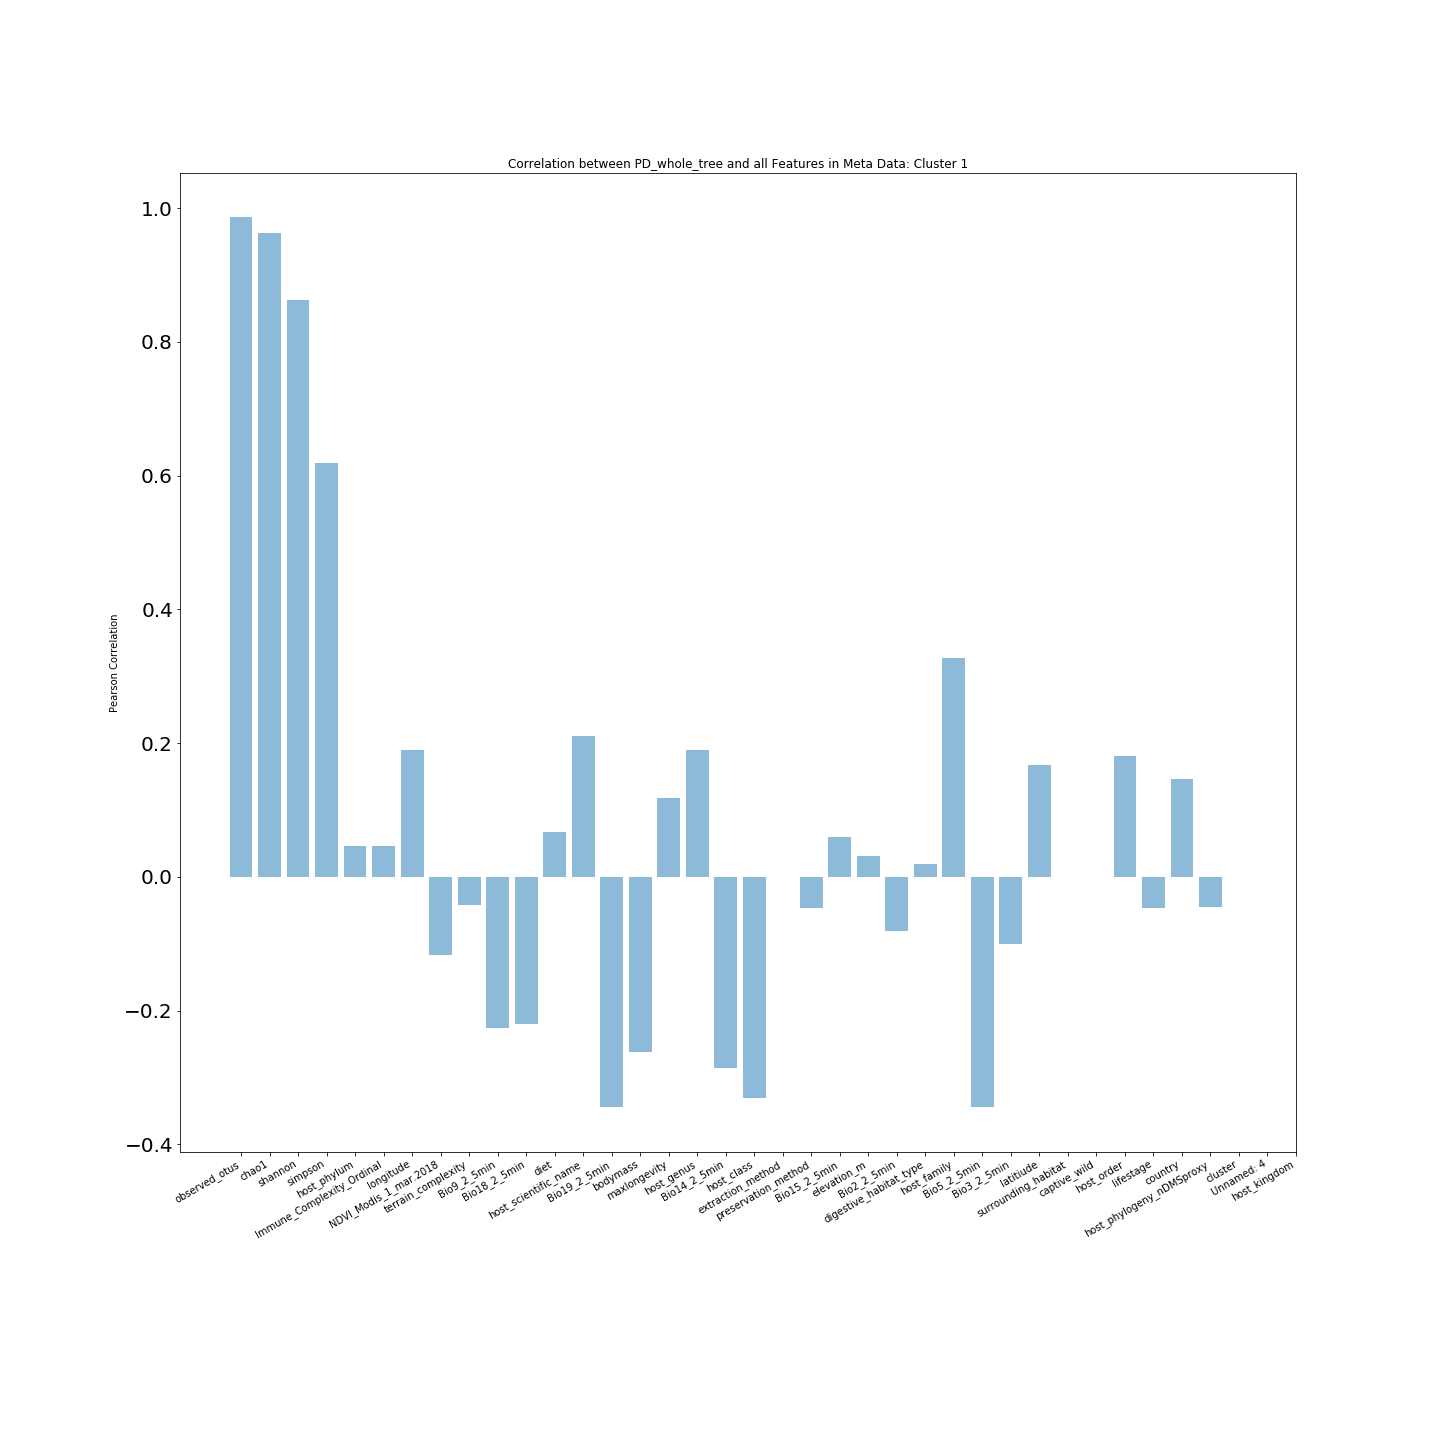 Correlation between PD_whole_tree and all Features in Meta Data: Cluster 1
1.0
0.8
0.6
0.4
0.2
0.0
−0.2
−0.4
Pearson Correlation
observed_otus
chao1
shannon
simpson
host_phylum
Immune_Complexity_Ordinal
longitude
NDVI_Modis_1_mar.2018
terrain_complexity
Bio9_2_5min
Bio18_2_5min
diet
host_scientific_name
Bio19_2_5min
bodymass
maxlongevity
host_genus
Bio14_2_5min
host_class
extraction_method
preservation_method
Bio15_2_5min
elevation_m
Bio2_2_5min
digestive_habitat_type
host_family
Bio5_2_5min
Bio3_2_5min
latitiude
surrounding_habitat
captive_wild
host_order
lifestage
country
host_phylogeny_nDMSproxy
cluster
Unnamed: 4
host_kingdom